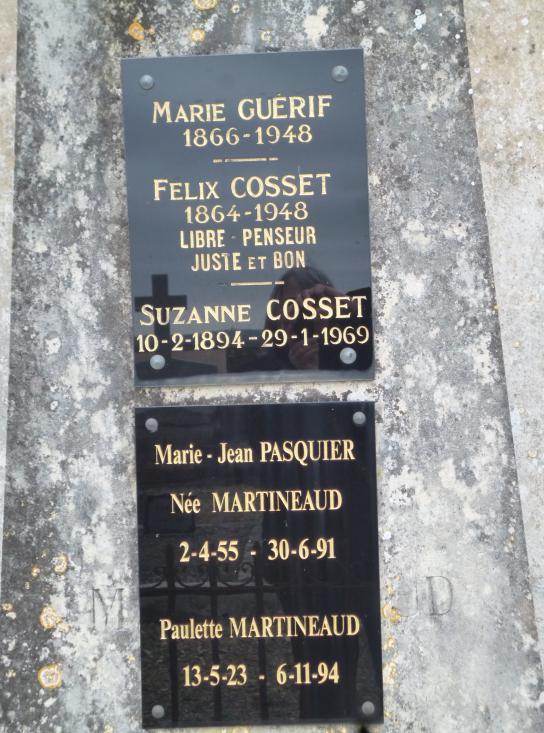 MARIE GUÉRIF
1866-1948
FELIX COSSET
1864-1948
LIBRE-PENSEUR
JUSTE ET BON
SUZANNE COSSET
10-2-1894-29-1-1969
Marie - Jean PASQUIER
Née MARTINEAUD
2-4-55 - 30-6-91
Paulette MARTINEAUD
13-5-23 - 6-11-94